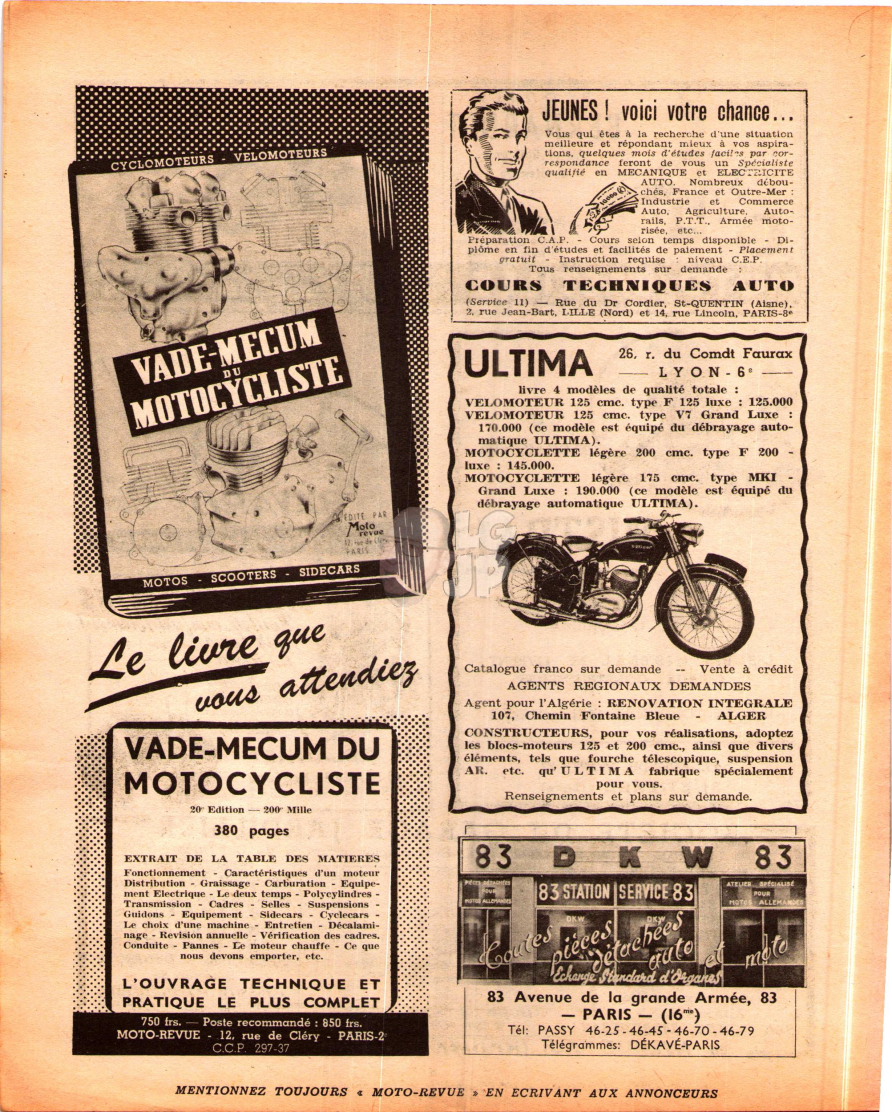 CYCLOMOTEURS - VELOMOTEURS
VADE-MECUM
DU
MOTOCYCLISTE
EDITE PAR
Moto
revue
PARIS
MOTOS - SCOOTERS - SIDECARS
Le livre que
vous attendiez
VADE-MECUM DU
MOTOCYCLISTE
20e Edition — 200e Mille
380 pages
EXTRAIT DE LA TABLE DES MATIERES
Fonctionnement - Caractéristiques d'un moteur
Distribution - Graissage - Carburation - Equipe-
ment Electrique - Le deux temps - Polycylindres -
Transmission - Cadres - Selles - Suspensions -
Guidons - Equipement - Sidecars - Cyclecars -
Le choix d'une machine - Entretien - Décalami-
nage - Revision annuelle - Vérification des cadres.
Conduite - Pannes - Le moteur chauffe - Ce que
nous devons emporter, etc.
L'OUVRAGE TECHNIQUE ET
PRATIQUE LE PLUS COMPLET
750 frs. — Poste recommandé : 850 frs.
MOTO-REVUE - 12, rue de Cléry - PARIS-2e
C.C.P. 297-37
JEUNES ! voici votre chance...
Vous qui êtes à la recherche d'une situation
meilleure et répondant mieux à vos aspira-
tions, quelques mois d'études faciles par cor-
respondance feront de vous un Spécialiste
qualifié en MECANIQUE et ELECTRICITE
AUTO. Nombreux débou-
chés, France et Outre-Mer :
Industrie et Commerce
Auto, Agriculture, Auto-
rails, P.T.T., Armée moto-
risée, etc...
Préparation C.A.P. - Cours selon temps disponible - Di-
plôme en fin d'études et facilités de paiement - Placement
gratuit - Instruction requise : niveau C.E.P.
Tous renseignements sur demande :
COURS TECHNIQUES AUTO
(Service 11) — Rue du Dr Cordier, St-QUENTIN (Aisne),
2, rue Jean-Bart, LILLE (Nord) et 14, rue Lincoln, PARIS-8e
ULTIMA
26, r. du Comdt Faurax
— LYON-6e —
livre 4 modèles de qualité totale :
VELOMOTEUR 125 cmc. type F 125 luxe : 125.000
VELOMOTEUR 125 cmc. type V7 Grand Luxe :
170.000 (ce modèle est équipé du débrayage auto-
matique ULTIMA).
MOTOCYCLETTE légère 200 cmc. type F 200 -
luxe : 145.000.
MOTOCYCLETTE légère 175 cmc. type MKI -
Grand Luxe : 190.000 (ce modèle est équipé du
débrayage automatique ULTIMA).
LG
JP
Catalogue franco sur demande -- Vente à crédit
AGENTS REGIONAUX DEMANDES
Agent pour l'Algérie : RENOVATION INTEGRALE
107, Chemin Fontaine Bleue - ALGER
CONSTRUCTEURS, pour vos réalisations, adoptez
les blocs-moteurs 125 et 200 cmc., ainsi que divers
éléments, tels que fourche télescopique, suspension
AR. etc. qu'ULTIMA fabrique spécialement
pour vous.
Renseignements et plans sur demande.
83 DKW 83
PIÈCES DÉTACHÉES
POUR
MOTOS ALLEMANDES
83 STATION SERVICE 83
ATELIER SPÉCIALISÉ
POUR
MOTOS ALLEMANDES
DKW DKW
Toutes pièces détachées auto et moto
Echange Standard d'Organes
83 Avenue de la grande Armée, 83
— PARIS — (16me)
Tél: PASSY 46-25 - 46-45 - 46-70 - 46-79
Télégrammes: DÉKAVÉ-PARIS
MENTIONNEZ TOUJOURS « MOTO-REVUE » EN ECRIVANT AUX ANNONCEURS